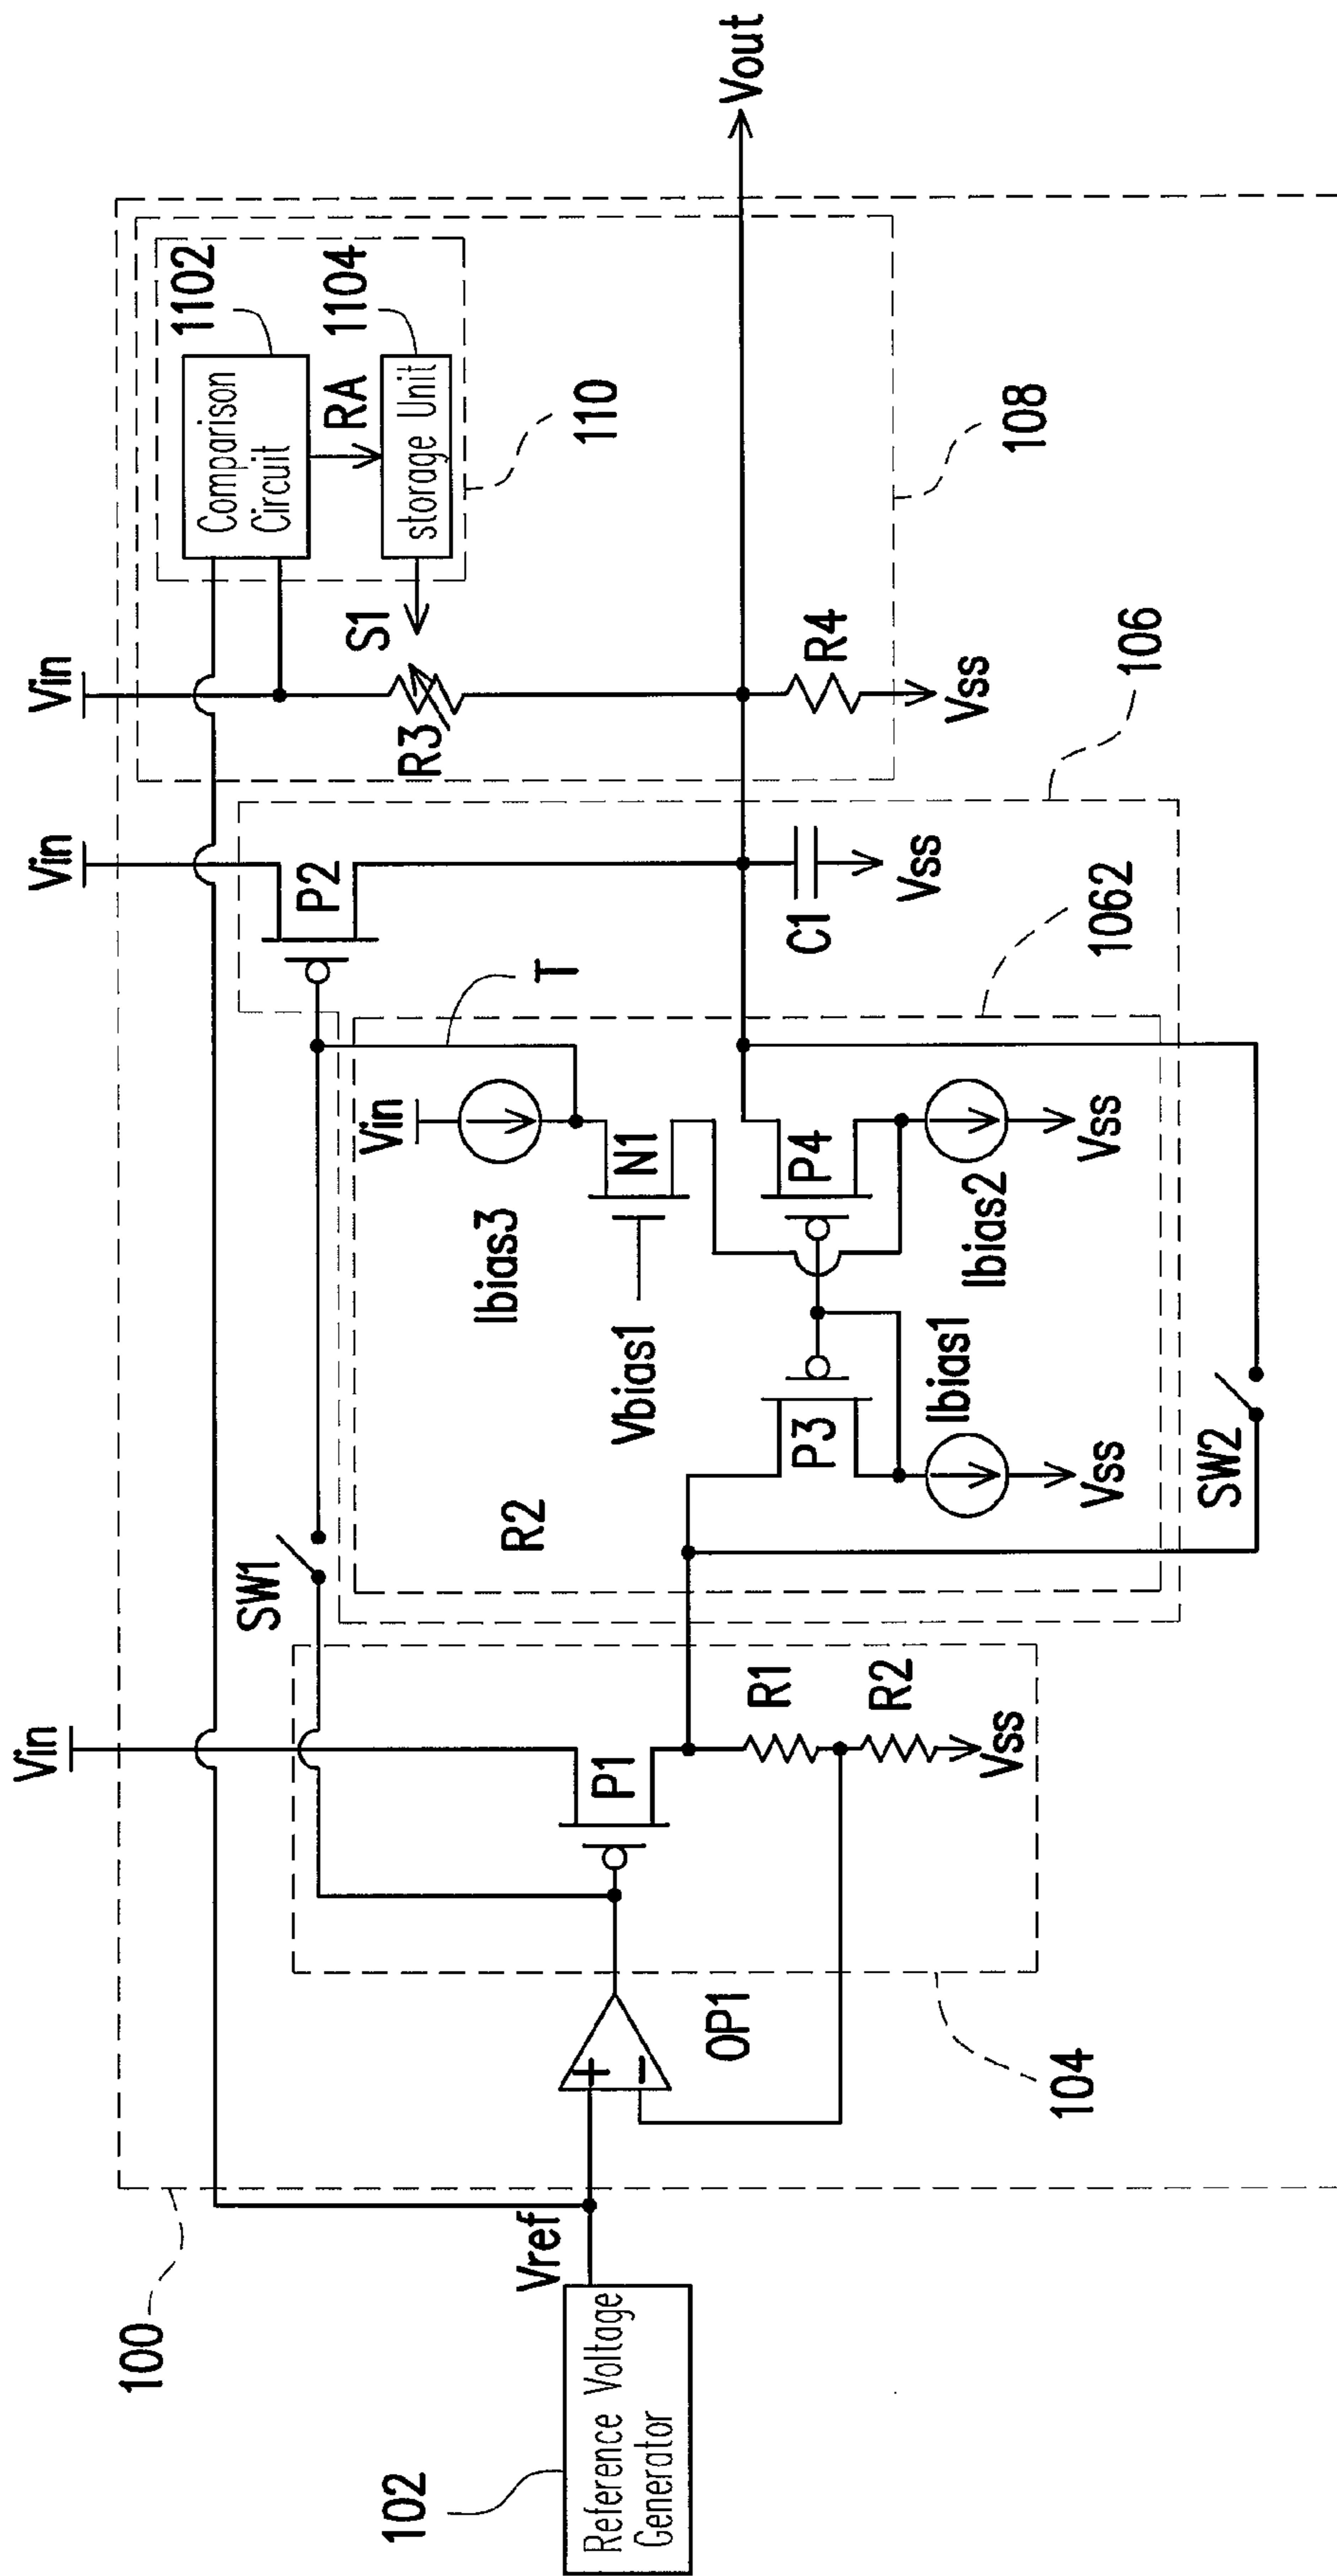 100
102
Reference Voltage
Generator
Vref
OP1
+
-
104
Vin
P1
R1
R2
Vss
SW1
R2
Vin
Ibias3
Vbias1
N1
T
P3
P4
Ibias1
Vss
Ibias2
Vss
SW2
1062
106
Vin
P2
C1
Vss
Vin
R3
S1
R4
Vss
Comparison
Circuit
1102
RA
storage Unit
1104
110
108
Vout